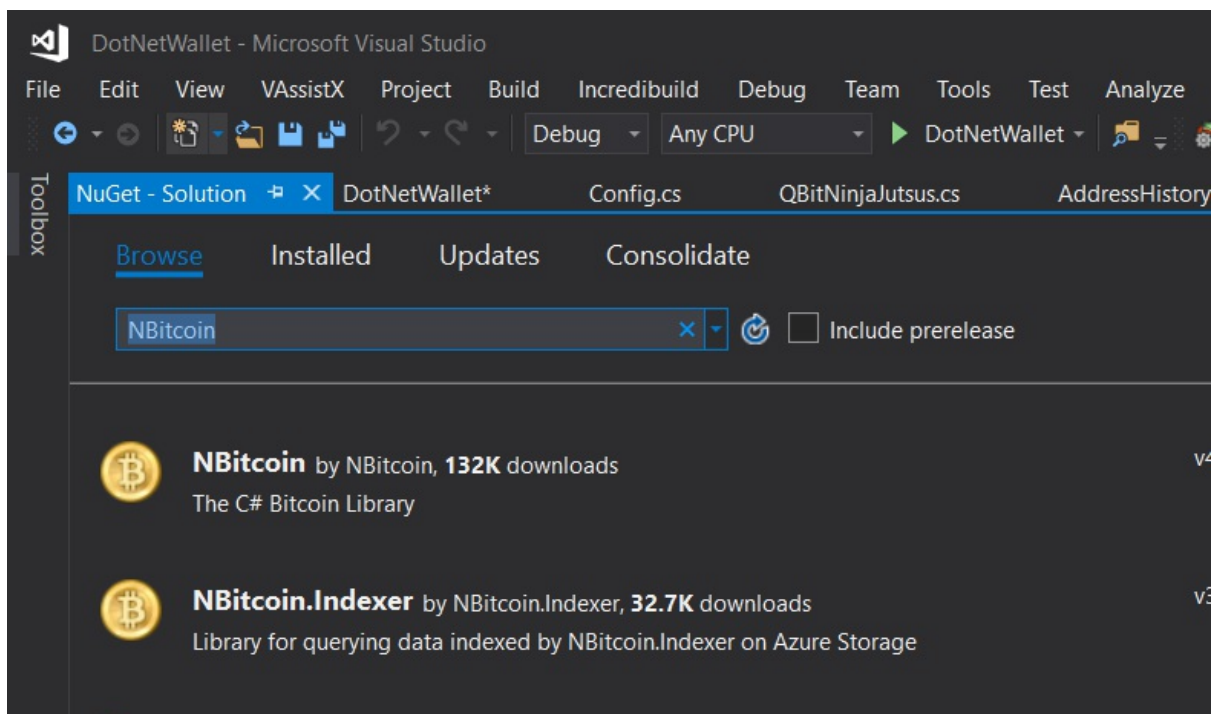 DotNetWallet - Microsoft Visual Studio
File Edit View VAssistX Project Build Incredibuild Debug Team Tools Test Analyze
Debug Any CPU DotNetWallet
Toolbox
NuGet - Solution DotNetWallet* Config.cs QBitNinjaJutsus.cs AddressHistory
Browse Installed Updates Consolidate
NBitcoin Include prerelease
NBitcoin by NBitcoin, 132K downloads v4
The C# Bitcoin Library
NBitcoin.Indexer by NBitcoin.Indexer, 32.7K downloads v3
Library for querying data indexed by NBitcoin.Indexer on Azure Storage